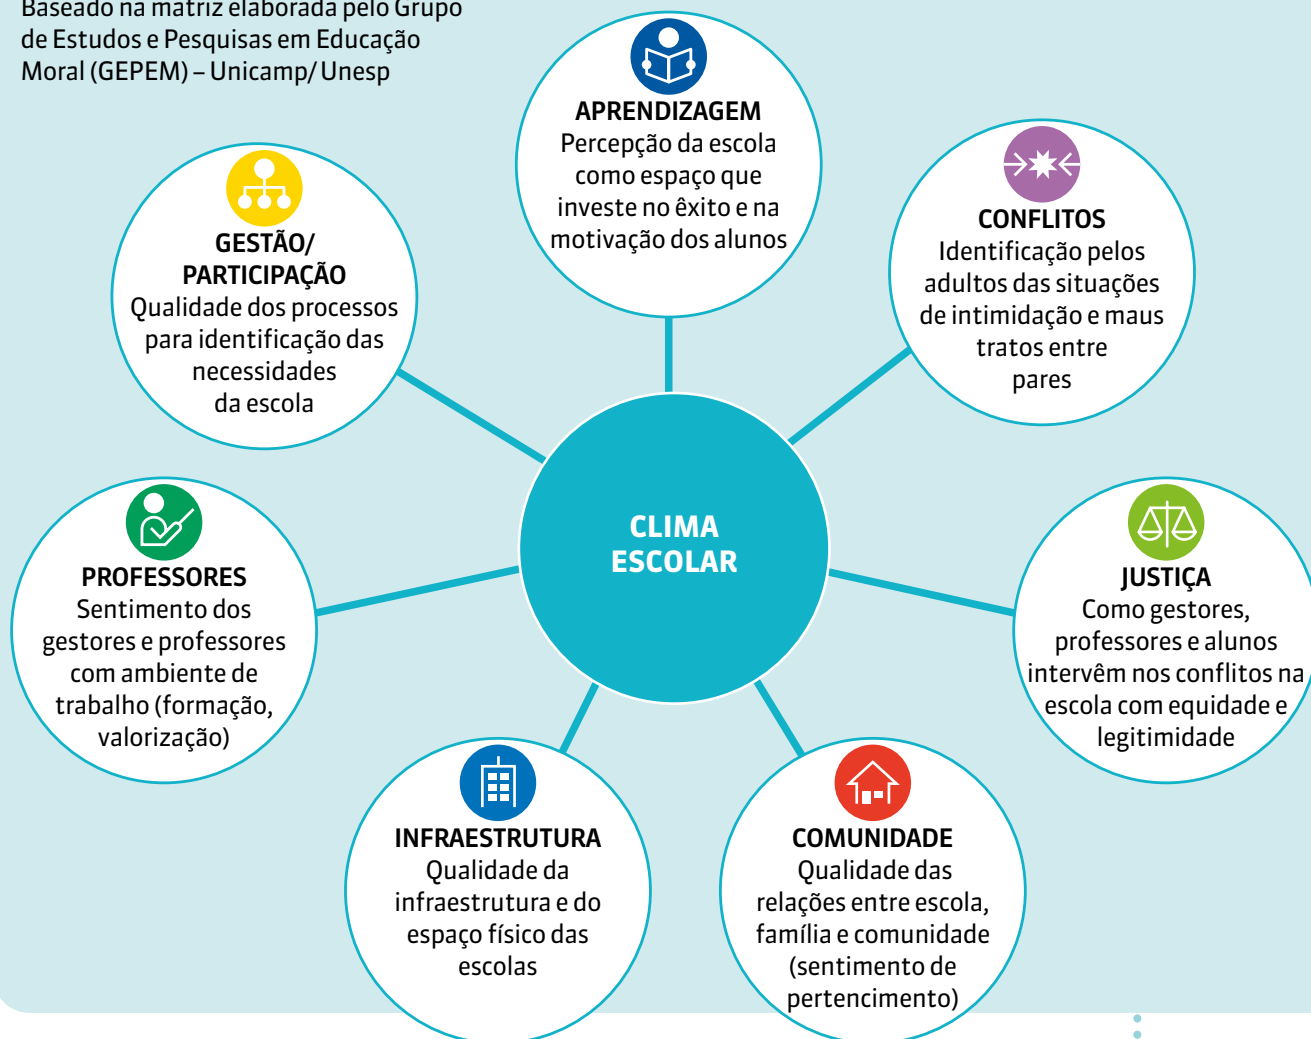 Baseado na matriz elaborada pelo Grupo
de Estudos e Pesquisas em Educação
Moral (GEPEM) – Unicamp/ Unesp
APRENDIZAGEM
Percepção da escola
como espaço que
investe no êxito e na
motivação dos alunos
CONFLITOS
Identificação pelos
adultos das situações
de intimidação e maus
tratos entre
pares
GESTÃO/
PARTICIPAÇÃO
Qualidade dos processos
para identificação das
necessidades
da escola
CLIMA
ESCOLAR
PROFESSORES
Sentimento dos
gestores e professores
com ambiente de
trabalho (formação,
valorização)
JUSTIÇA
Como gestores,
professores e alunos
intervêm nos conflitos na
escola com equidade e
legitimidade
INFRAESTRUTURA
Qualidade da
infraestrutura e do
espaço físico das
escolas
COMUNIDADE
Qualidade das
relações entre escola,
família e comunidade
(sentimento de
pertencimento)